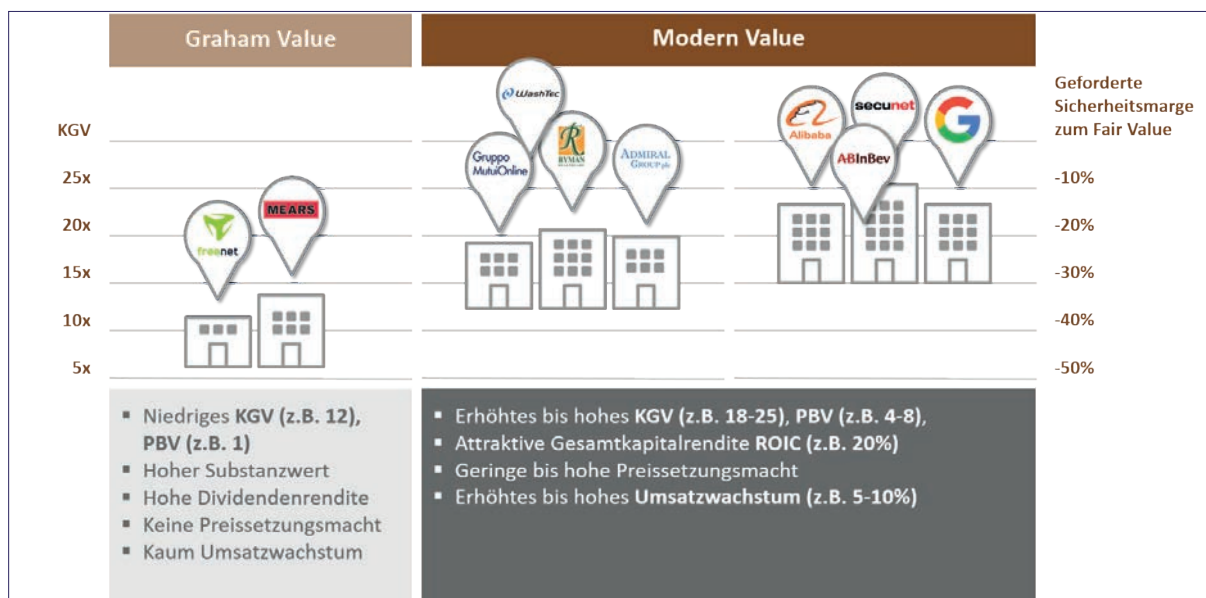 Graham Value
Modern Value
Geforderte
Sicherheitsmarge
zum Fair Value
KGV
25x
20x
15x
10x
5x
-10%
-20%
-30%
-40%
-50%
freenet
MEARS
Gruppo
MutuiOnline
WashTec
R
RYMAN
ADMIRAL
GROUP plc
Alibaba
secunet
ABInBev
G
▪ Niedriges KGV (z.B. 12),
PBV (z.B. 1)
▪ Hoher Substanzwert
▪ Hohe Dividendenrendite
▪ Keine Preissetzungsmacht
▪ Kaum Umsatzwachstum
▪ Erhöhtes bis hohes KGV (z.B. 18-25), PBV (z.B. 4-8),
▪ Attraktive Gesamtkapitalrendite ROIC (z.B. 20%)
▪ Geringe bis hohe Preissetzungsmacht
▪ Erhöhtes bis hohes Umsatzwachstum (z.B. 5-10%)